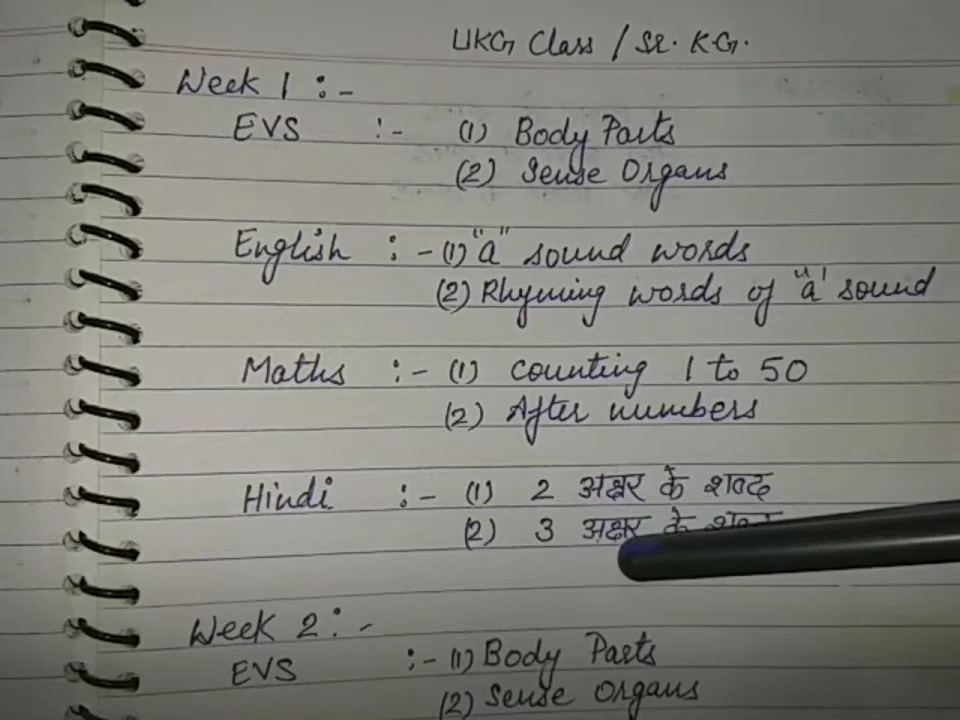 UKG Class / Sr. K.G.
Week 1 :-
EVS :- (1) Body Parts
(2) Sense Organs
English :- (1) "a" sound words
(2) Rhyming words of "a' sound
Maths :- (1) Counting 1 to 50
(2) After numbers
Hindi :- (1) 2 अक्षर के शब्द
(2) 3 अक्षर के शब्द
Week 2 :-
EVS :- (1) Body Parts
(2) Sense Organs